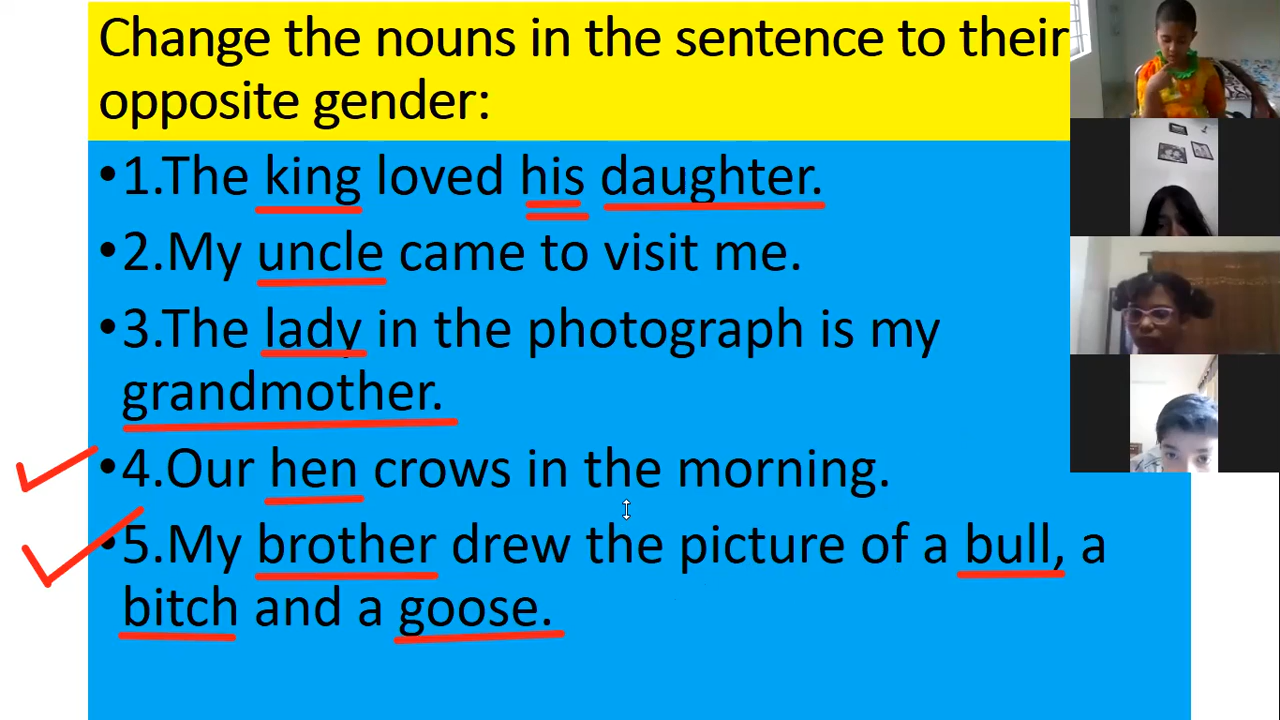 Change the nouns in the sentence to their
opposite gender:
•1.The king loved his daughter.
•2.My uncle came to visit me.
•3.The lady in the photograph is my
grandmother.
•4.Our hen crows in the morning.
•5.My brother drew the picture of a bull, a
bitch and a goose.